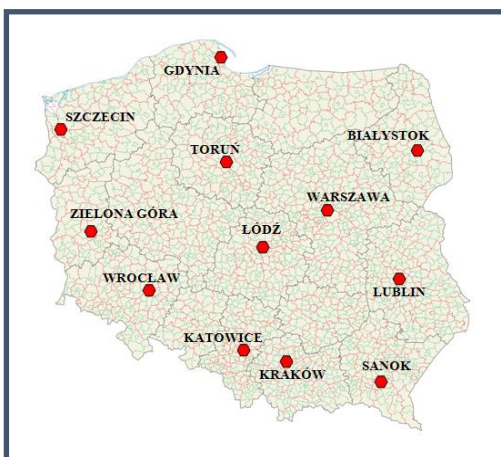 GDYNIA
SZCZECIN
BIAŁYSTOK
TORUŃ
WARSZAWA
ZIELONA GÓRA
ŁÓDŹ
WROCŁAW
LUBLIN
KATOWICE
KRAKÓW
SANOK